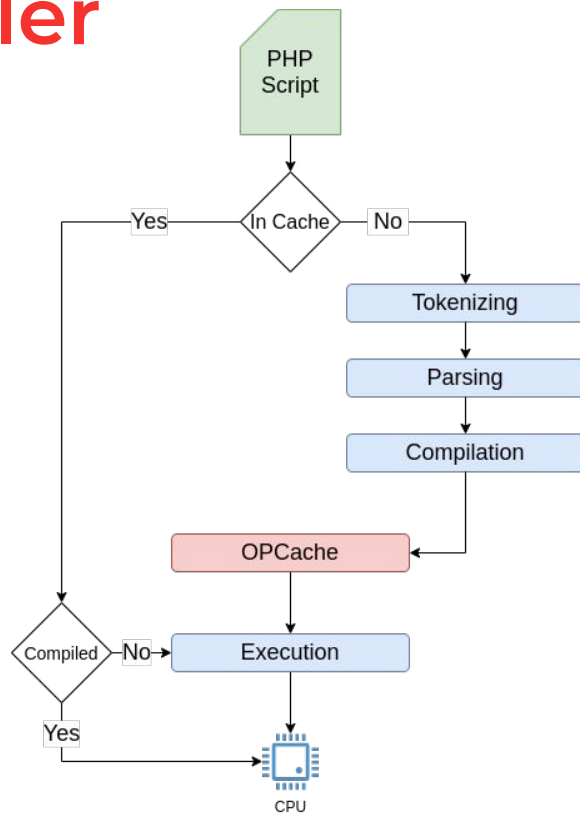 ler
PHP
Script
In Cache
Yes
No
Tokenizing
Parsing
Compilation
OPCache
Compiled
No
Execution
Yes
CPU